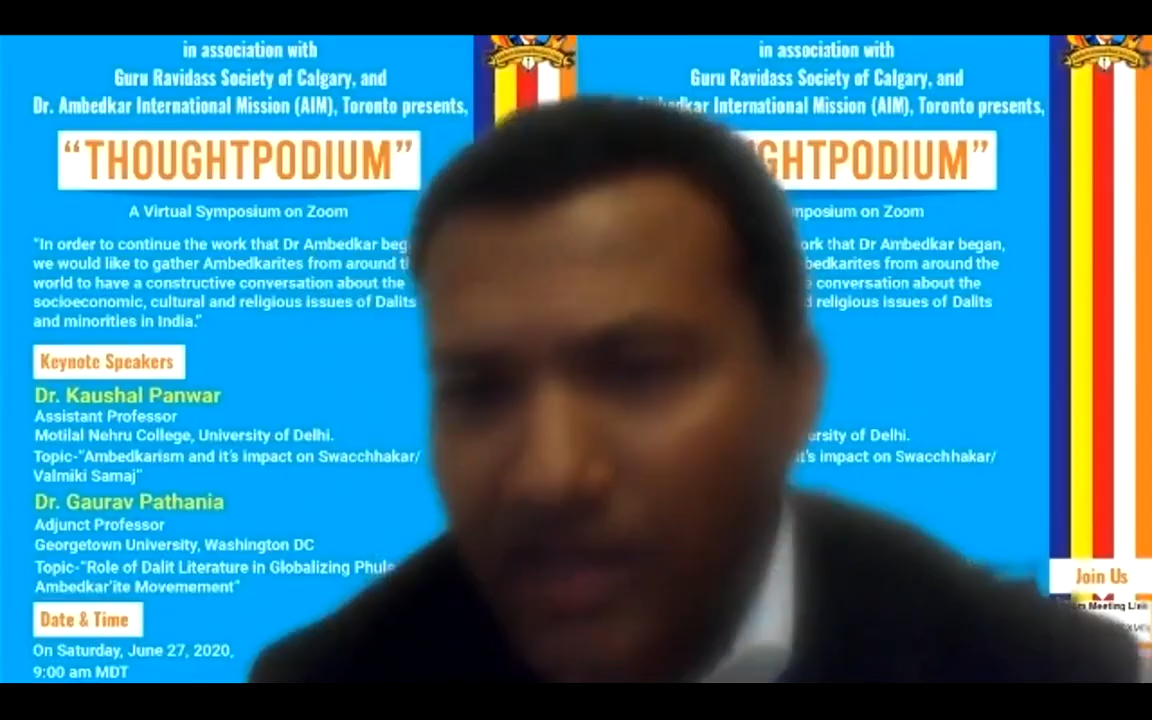 in association with
Guru Ravidass Society of Calgary, and
Dr. Ambedkar International Mission (AIM), Toronto presents,
"THOUGHTPODIUM"
A Virtual Symposium on Zoom
"In order to continue the work that Dr Ambedkar beg
we would like to gather Ambedkarites from around t
world to have a constructive conversation about the
socioeconomic, cultural and religious issues of Dalits
and minorities in India."
Keynote Speakers
Dr. Kaushal Panwar
Assistant Professor
Motilal Nehru College, University of Delhi.
Topic-"Ambedkarism and it's impact on Swacchhakar/
Valmiki Samaj"
Dr. Gaurav Pathania
Adjunct Professor
Georgetown University, Washington DC
Topic-"Role of Dalit Literature in Globalizing Phule
Ambedkar'ite Movemement"
Date & Time
On Saturday, June 27, 2020,
9:00 am MDT
in association with
Guru Ravidass Society of Calgary, and
mbedkar International Mission (AIM), Toronto presents,
GHTPODIUM"
mposium on Zoom
ork that Dr Ambedkar began,
bedkarites from around the
conversation about the
religious issues of Dalits
ersity of Delhi.
it's impact on Swacchhakar/
Join Us
Meeting Link